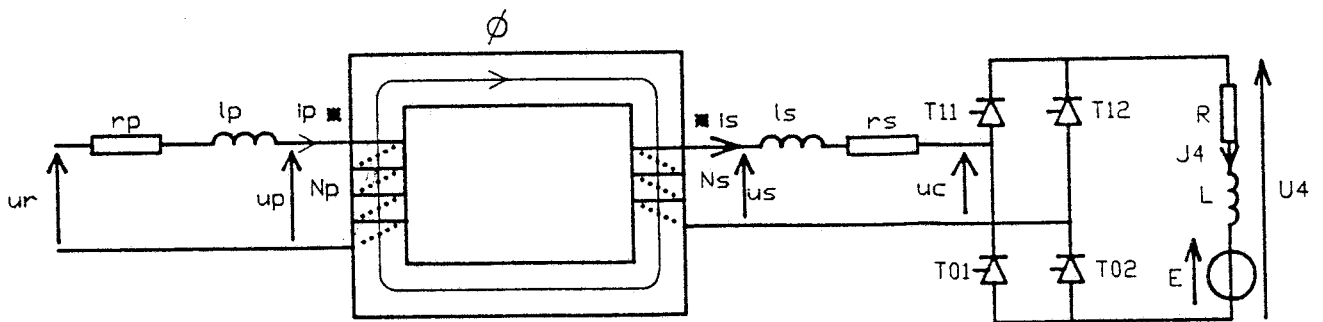 Ø
rp
lp
ip ※
※ is
ls
rs
T11
T12
R
J4
L
U4
ur
up
Np
Ns
us
uc
T01
T02
E